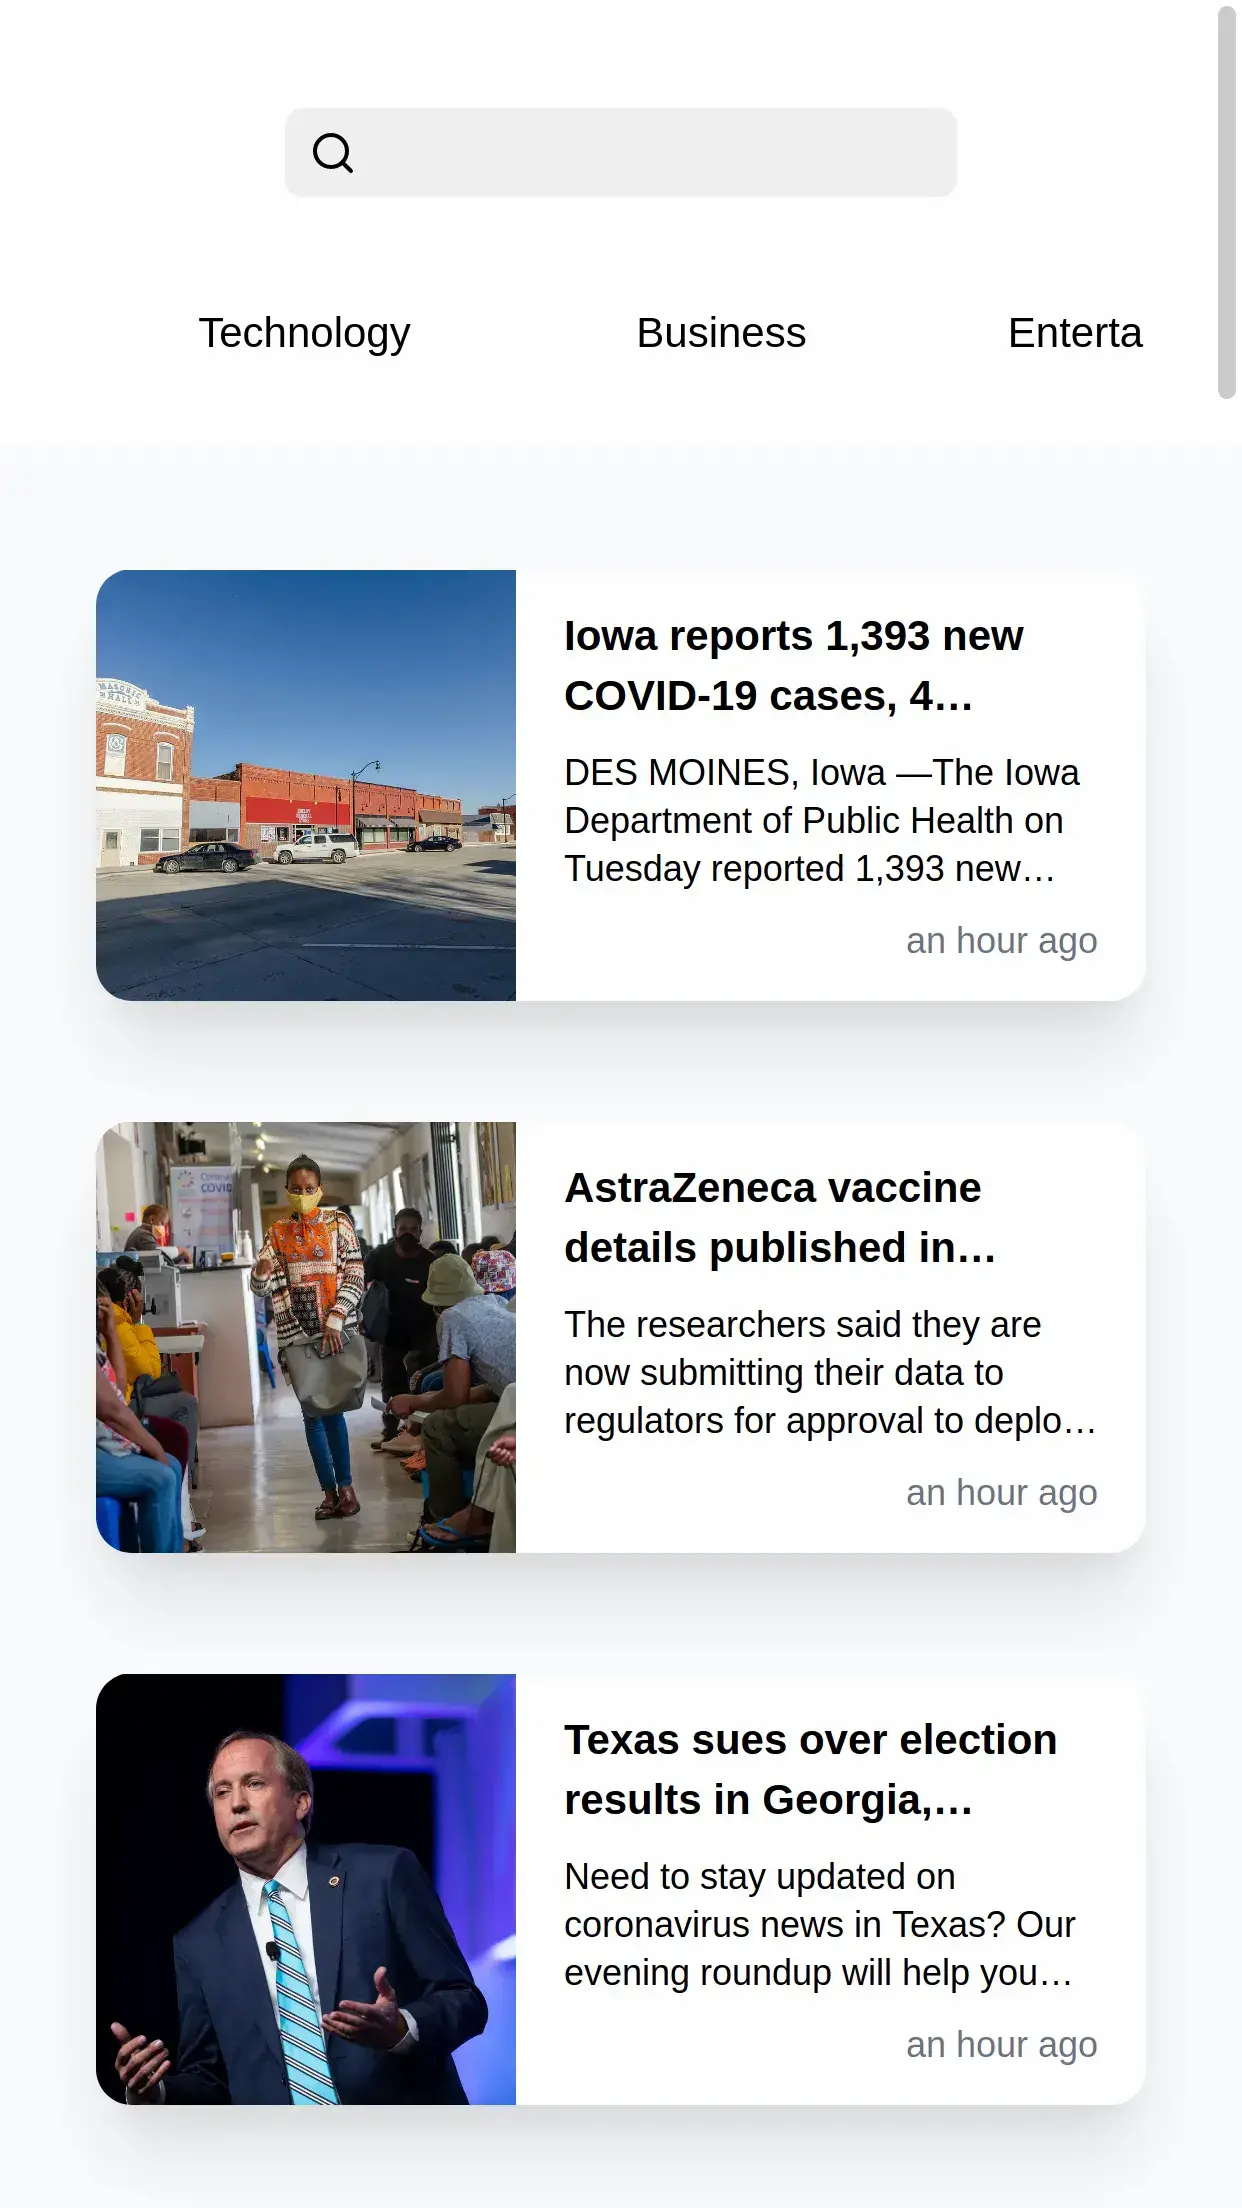 Technology Business Enterta
MASONIC
HALL
Iowa reports 1,393 new
COVID-19 cases, 4…
DES MOINES, Iowa —The Iowa
Department of Public Health on
Tuesday reported 1,393 new…
an hour ago
COVID
AstraZeneca vaccine
details published in…
The researchers said they are
now submitting their data to
regulators for approval to deplo…
an hour ago
Texas sues over election
results in Georgia,…
Need to stay updated on
coronavirus news in Texas? Our
evening roundup will help you…
an hour ago